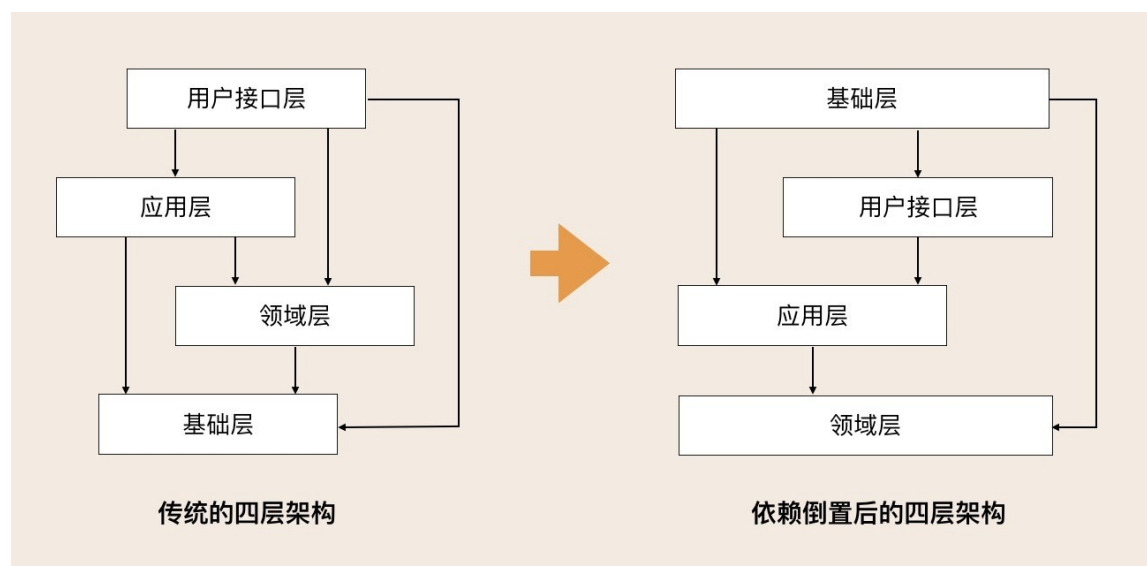 用户接口层
应用层
领域层
基础层
传统的四层架构
基础层
用户接口层
应用层
领域层
依赖倒置后的四层架构